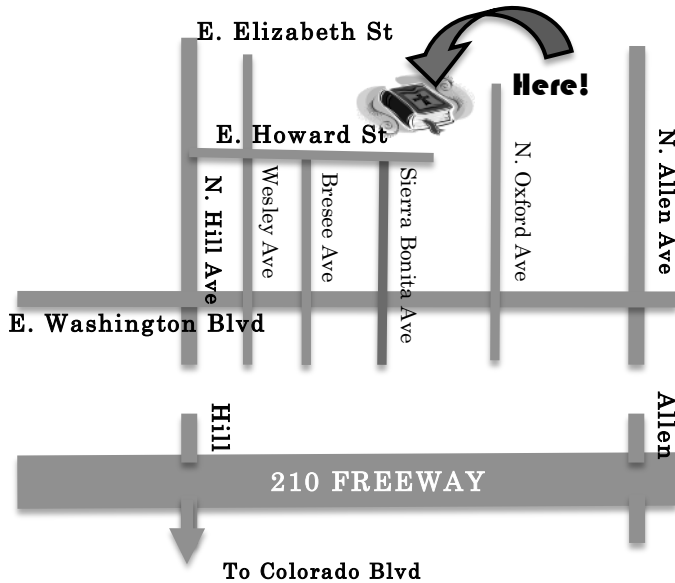 E. Elizabeth St
Here!
E. Howard St
N. Hill Ave
Wesley Ave
Bresee Ave
Sierra Bonita Ave
N. Oxford Ave
N. Allen Ave
E. Washington Blvd
Hill
Allen
210 FREEWAY
To Colorado Blvd